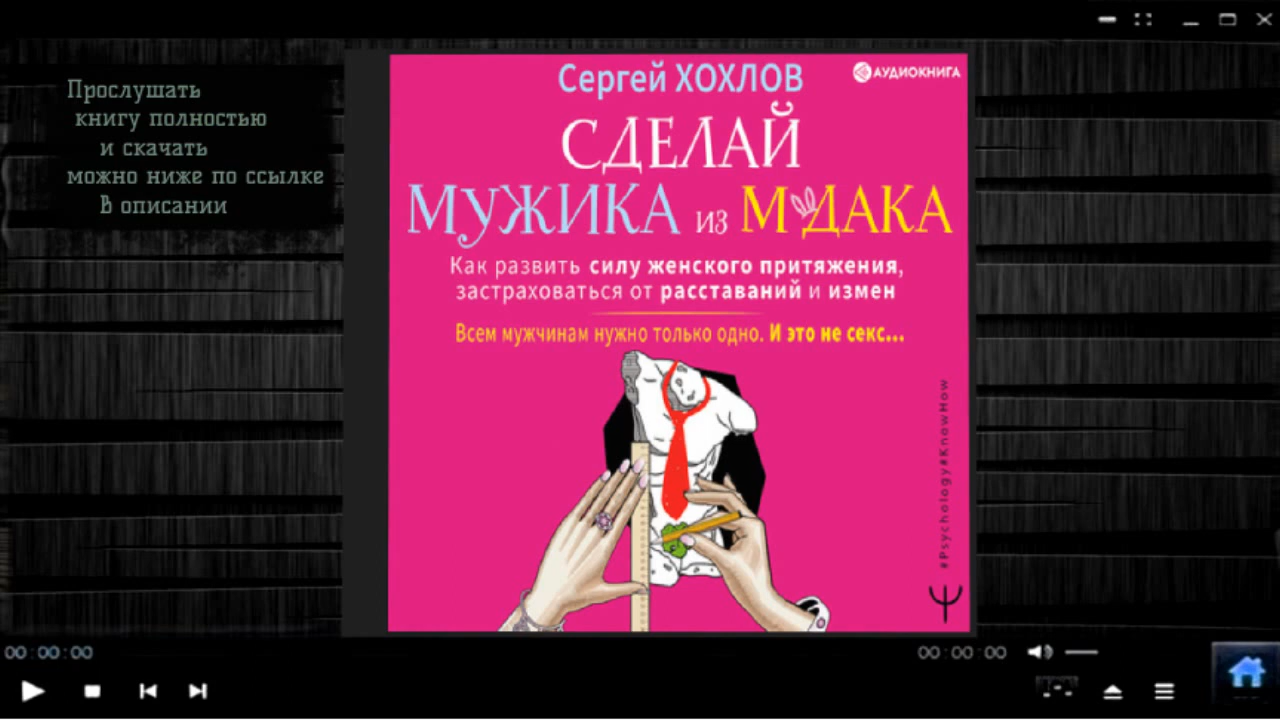 Прослушать
книгу полностью
и скачать
можно ниже по ссылке
В описании
Сергей ХОХЛОВ
АУДИОКНИГА
СДЕЛАЙ
МУЖИКА ИЗ МДАКА
Как развить силу женского притяжения,
застраховаться от расставаний и измен
Всем мужчинам нужно только одно. И это не секс...
#Psychology#KnowHow
00:00:00
00:00:00